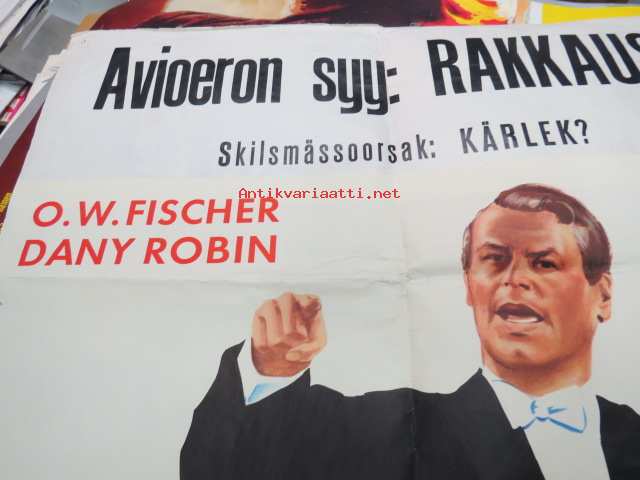 Avioeron syy: RAKKAUS
Skilsmässoorsak: KÄRLEK?
Antikvariaatti.net
O.W. FISCHER
DANY ROBIN